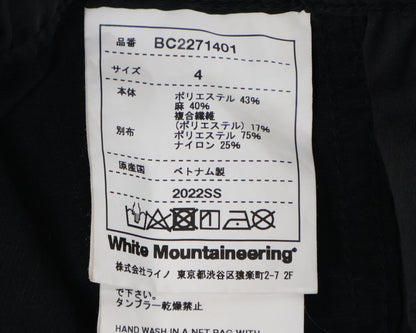 品番 BC2271401
サイズ 4
本体 ポリエステル 43%
麻 40%
複合繊維
(ポリエステル) 17%
別布 ポリエステル 75%
ナイロン 25%
原産国 ベトナム製
2022SS
White Mountaineering
株式会社ライノ 東京都渋谷区猿楽町2-7 2F
で下さい。
タンブラー乾燥禁止
HAND WASH IN A NET BAG WITH